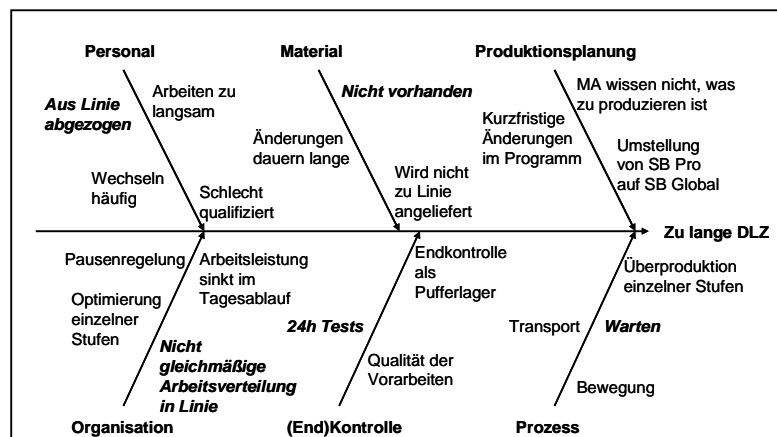 Personal
Material
Produktionsplanung
Aus Linie
abgezogen
Arbeiten zu
langsam
Wechseln
häufig
Schlecht
qualifiziert
Nicht vorhanden
Änderungen
dauern lange
Wird nicht
zu Linie
angeliefert
MA wissen nicht, was
zu produzieren ist
Kurzfristige
Änderungen
im Programm
Umstellung
von SB Pro
auf SB Global
Zu lange DLZ
Pausenregelung
Arbeitsleistung
sinkt im
Tagesablauf
Optimierung
einzelner
Stufen
Nicht
gleichmäßige
Arbeitsverteilung
in Linie
Endkontrolle
als
Pufferlager
24h Tests
Qualität der
Vorarbeiten
Überproduktion
einzelner Stufen
Transport
Warten
Bewegung
Organisation
(End)Kontrolle
Prozess